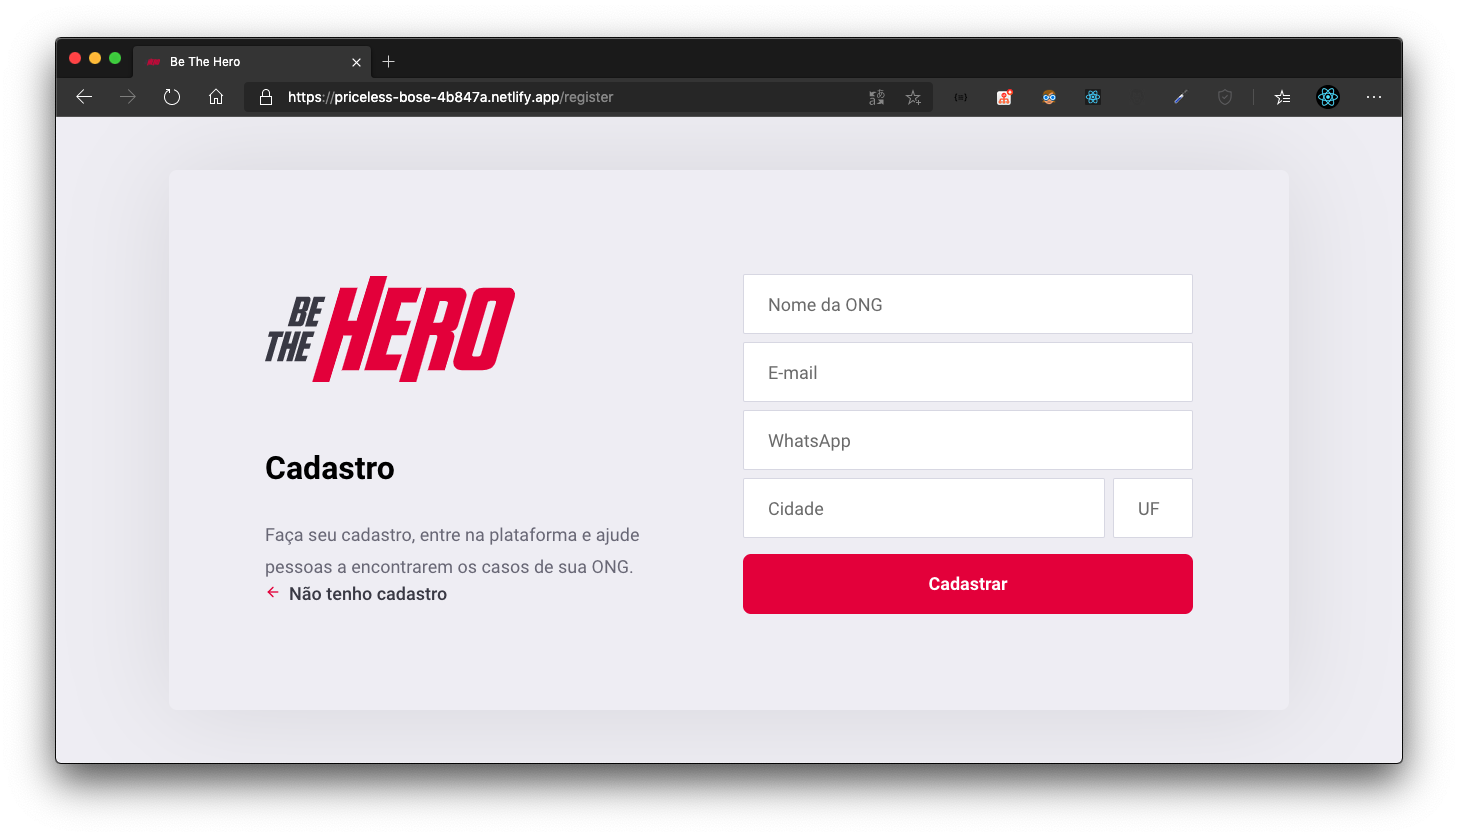 Be The Hero
https://priceless-bose-4b847a.netlify.app/register
BE
THE HERO
Cadastro
Faça seu cadastro, entre na plataforma e ajude
pessoas a encontrarem os casos de sua ONG.
Não tenho cadastro
Nome da ONG
E-mail
WhatsApp
Cidade
UF
Cadastrar